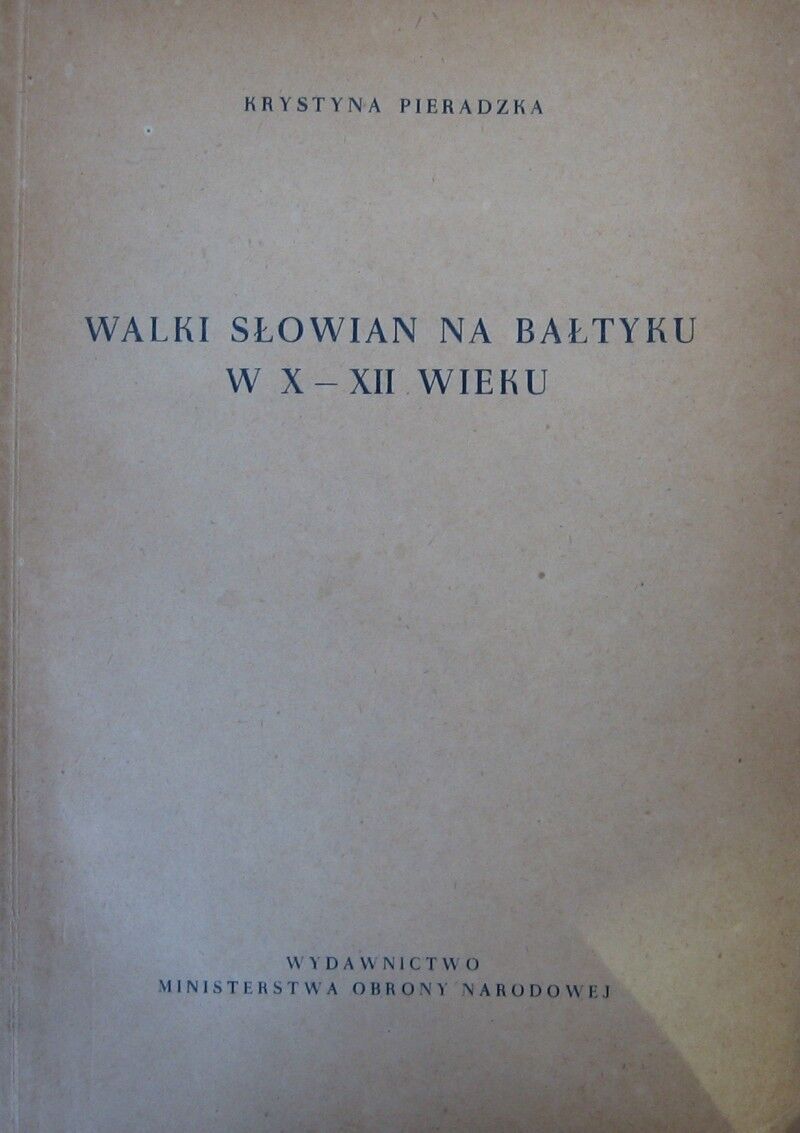 KRYSTYNA PIERADZKA
WALKI SŁOWIAN NA BAŁTYKU
W X – XII WIEKU
WYDAWNICTWO
MINISTERSTWA OBRONY NARODOWEJ